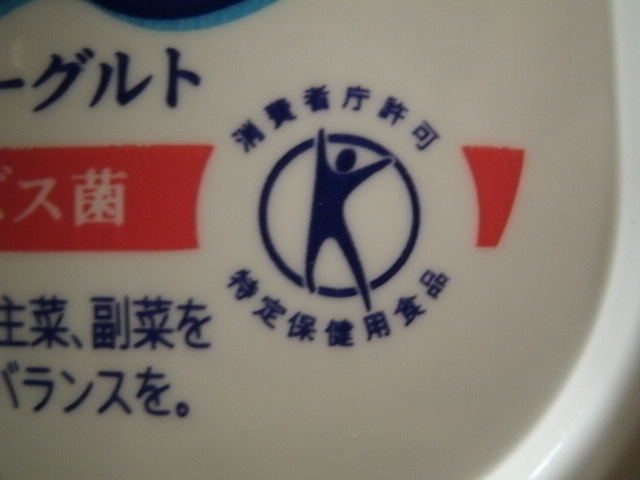 ーグルト
消費者庁許可
ス菌
特定保健用食品
主菜、副菜を
バランスを。